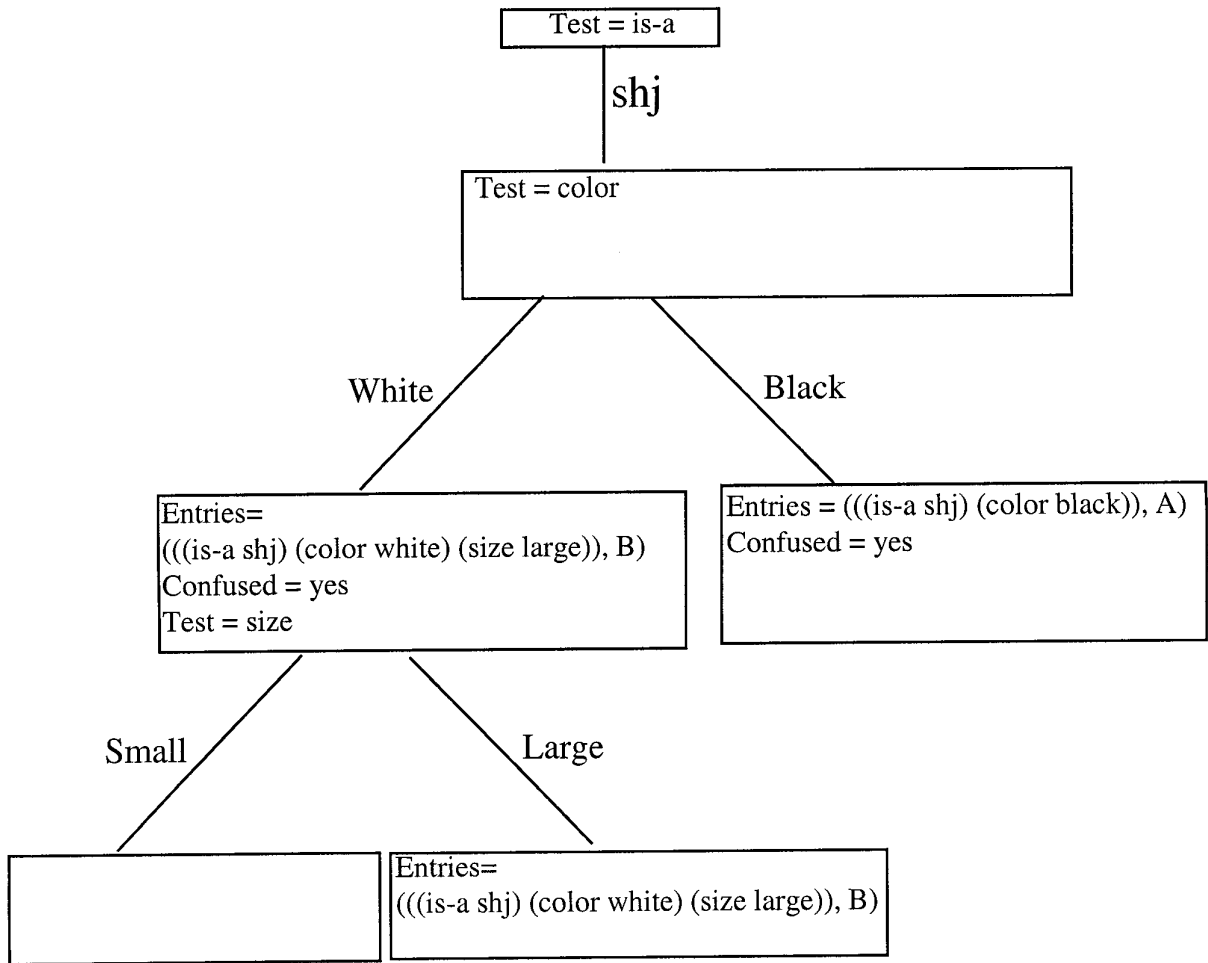 Test = is-a
shj
Test = color
White
Black
Entries=
(((is-a shj) (color white) (size large)), B)
Confused = yes
Test = size
Entries = (((is-a shj) (color black)), A)
Confused = yes
Small
Large
Entries=
(((is-a shj) (color white) (size large)), B)